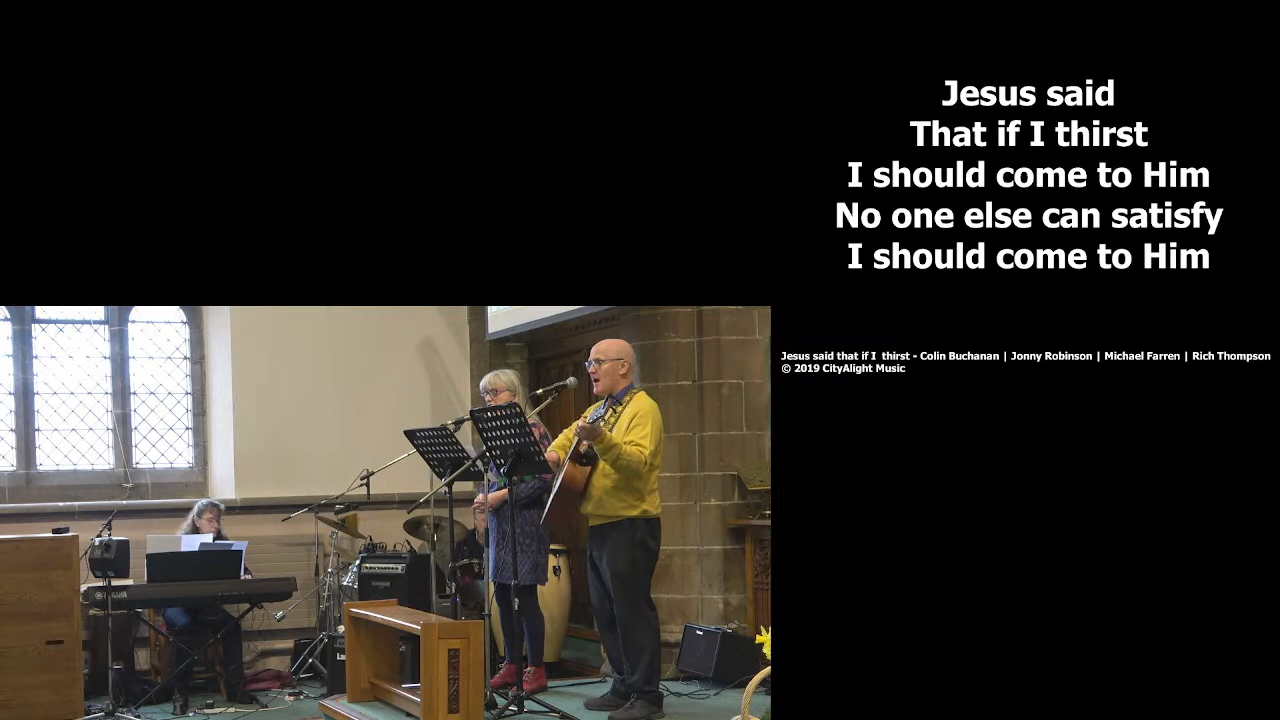 Jesus said
That if I thirst
I should come to Him
No one else can satisfy
I should come to Him
Jesus said that if I  thirst - Colin Buchanan | Jonny Robinson | Michael Farren | Rich Thompson
© 2019 CityAlight Music
YAMAHA